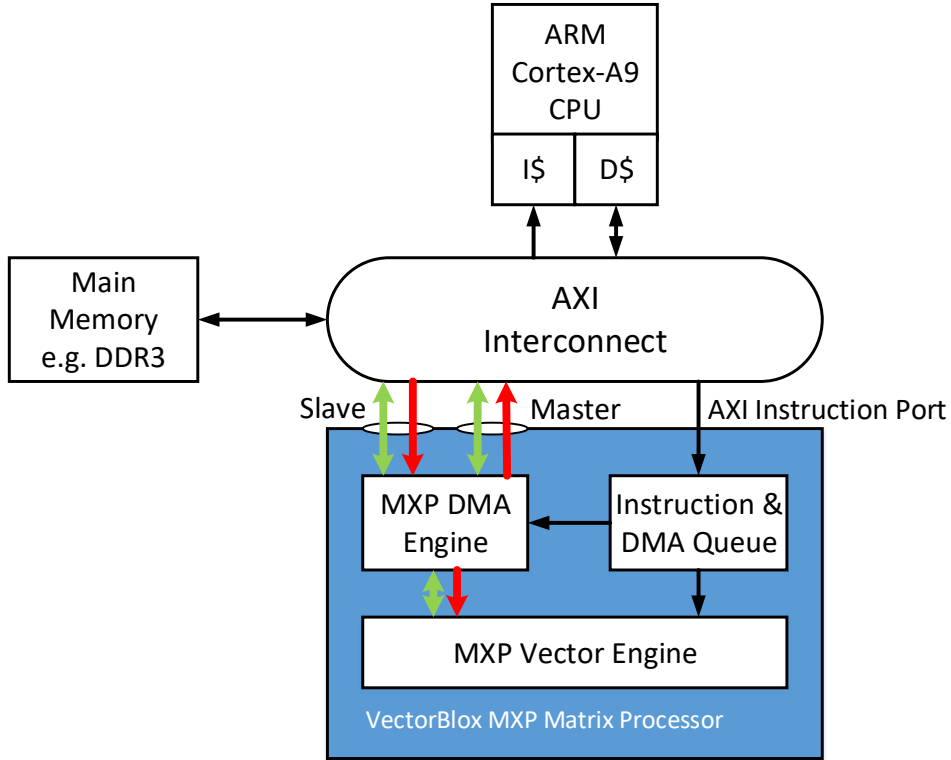 ARM
Cortex-A9
CPU
I$
D$
Main
Memory
e.g. DDR3
AXI
Interconnect
Slave
Master
AXI Instruction Port
MXP DMA
Engine
Instruction &
DMA Queue
MXP Vector Engine
VectorBlox MXP Matrix Processor